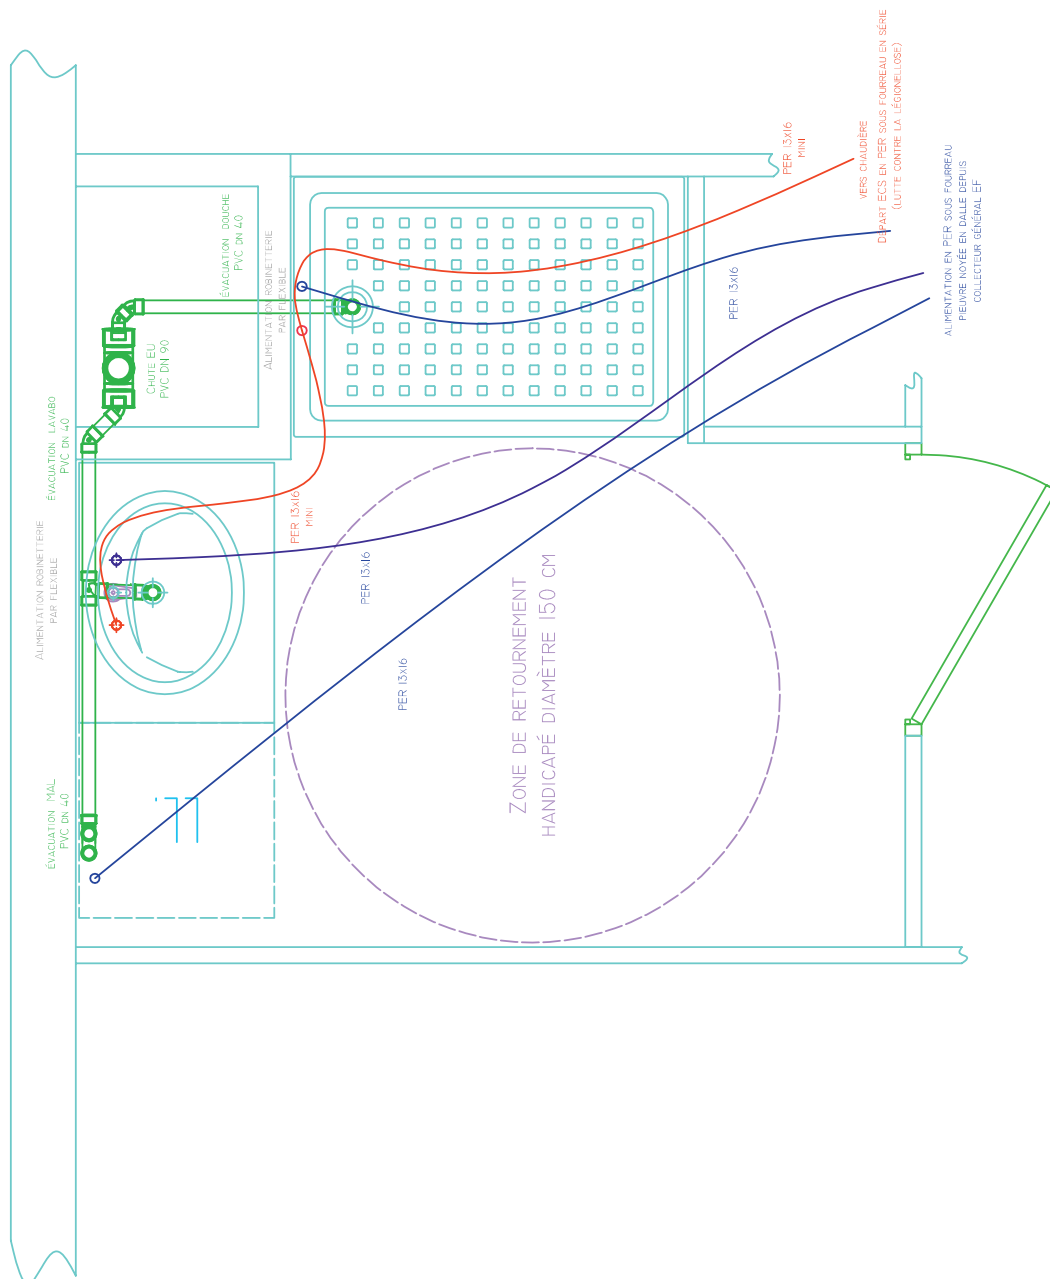 VERS CHAUDIÈRE
DÉPART ECS EN PER SOUS FOURREAU EN SÉRIE
(LUTTE CONTRE LA LÉGIONELLOSE)
PER 13X16
MINI
ALIMENTATION EN PER SOUS FOURREAU
PIEUVRE NOYÉE EN DALLE DEPUIS
COLLECTEUR GÉNÉRAL EF
ÉVACUATION DOUCHE
PVC DN 40
ALIMENTATION ROBINETTERIE
PAR FLEXIBLE
PER 13X16
CHUTE EU
PVC DN 90
ÉVACUATION LAVABO
PVC DN 40
PER 13X16
MINI
ALIMENTATION ROBINETTERIE
PAR FLEXIBLE
PER 13X16
PER 13X16
ZONE DE RETOURNEMENT
HANDICAPÉ DIAMÈTRE 150 CM
ÉVACUATION MAL
PVC DN 40